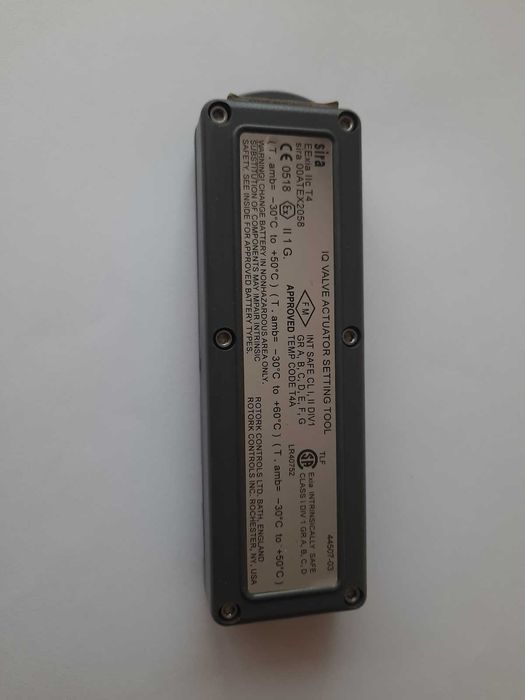 IQ VALVE ACTUATOR SETTING TOOL
44507-03
sira
EExia IIc T4
sira 00ATEX2058
CE 0518 Ex II 1 G.
FM
APPROVED
INT SAFE CL I, II DIV1
GR A, B, C, D, E, F, G
TEMP CODE T4A
TLF
SA
LR40752
Exia INTRINSICALLY SAFE
CLASS I DIV 1 GR A, B, C, D
(T. amb= -30°C to +50°C) (T. amb= -30°C to +60°C) (T. amb= -30°C to +50°C)
WARNING! CHANGE BATTERY IN NONHAZARDOUS AREA ONLY.
SUBSTITUTION OF COMPONENTS MAY IMPAIR INTRINSIC
SAFETY. SEE INSIDE FOR APPROVED BATTERY TYPES.
ROTORK CONTROLS LTD. BATH, ENGLAND
ROTORK CONTROLS INC. ROCHESTER, NY, USA